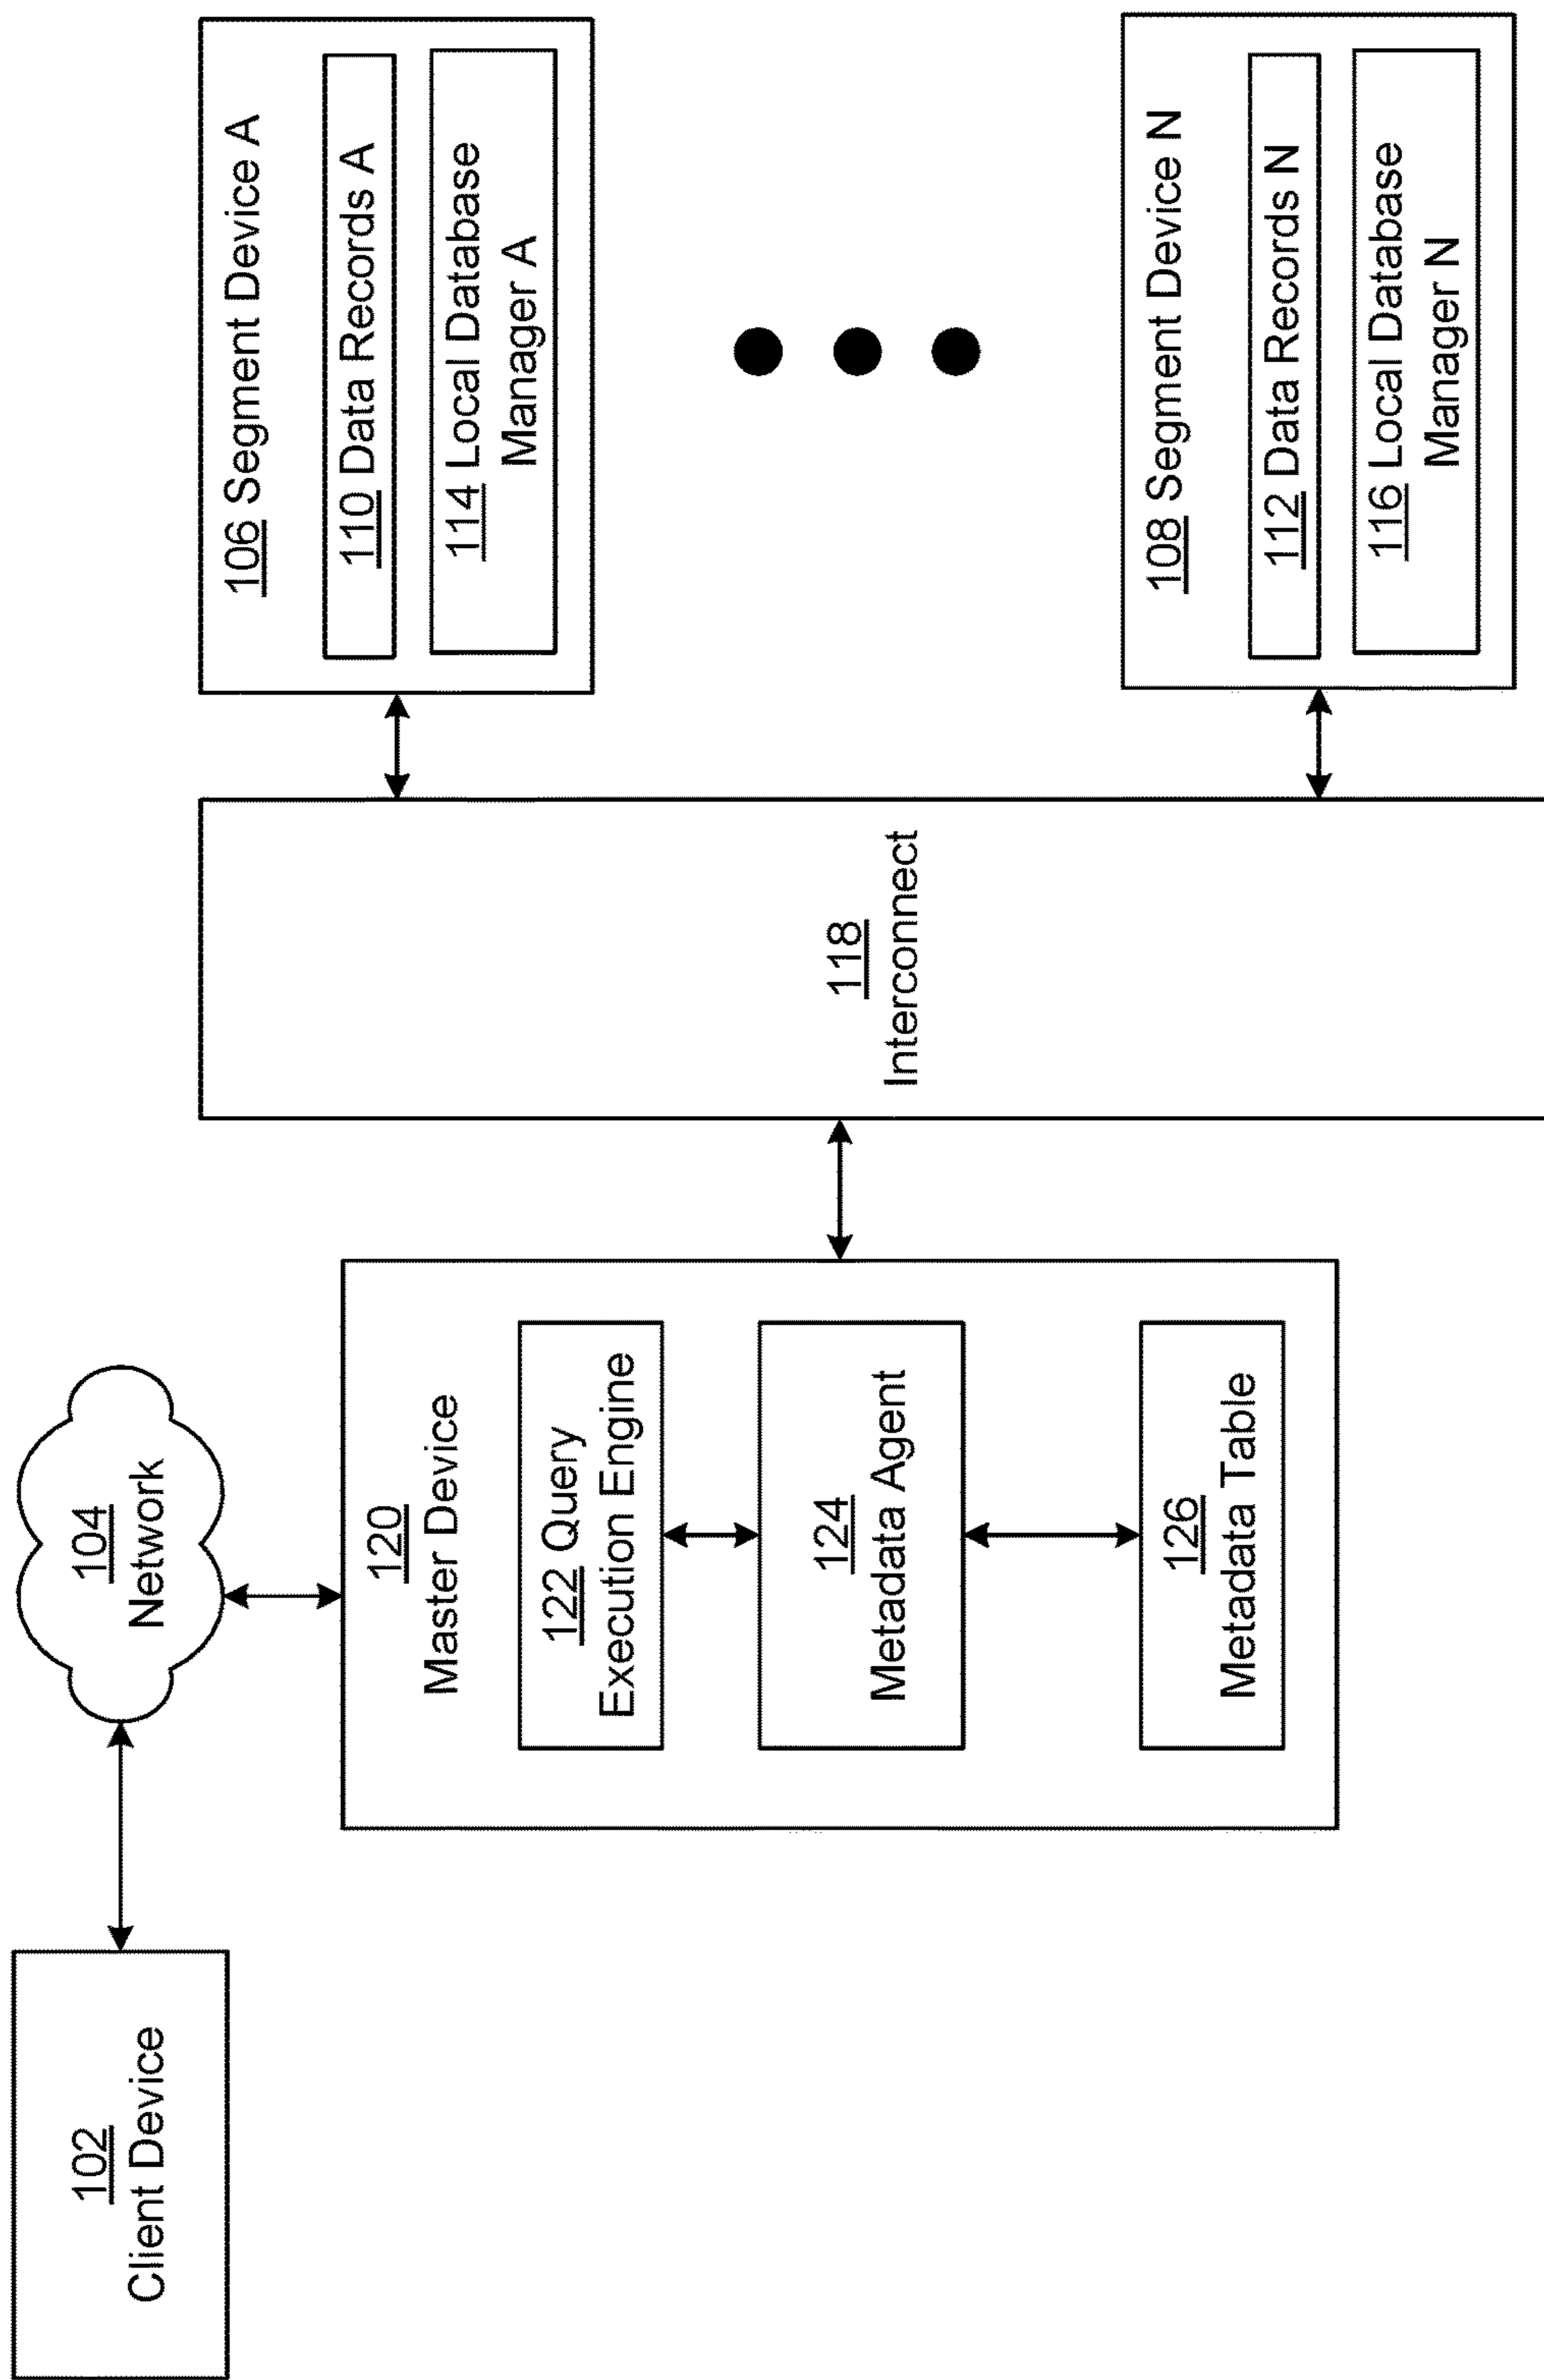 102
Client Device
104
Network
120
Master Device
122 Query
Execution Engine
124
Metadata Agent
126
Metadata Table
118
Interconnect
106 Segment Device A
110 Data Records A
114 Local Database
Manager A
108 Segment Device N
112 Data Records N
116 Local Database
Manager N